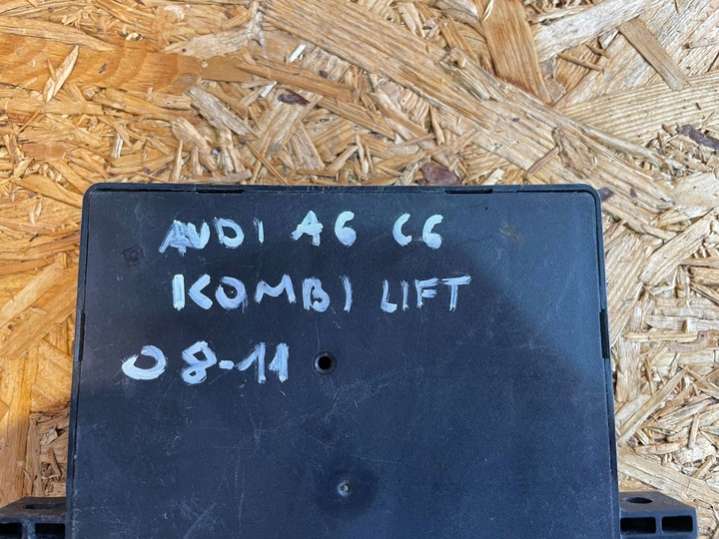 AUDI A6 C6
KOMBI LIFT
08-11